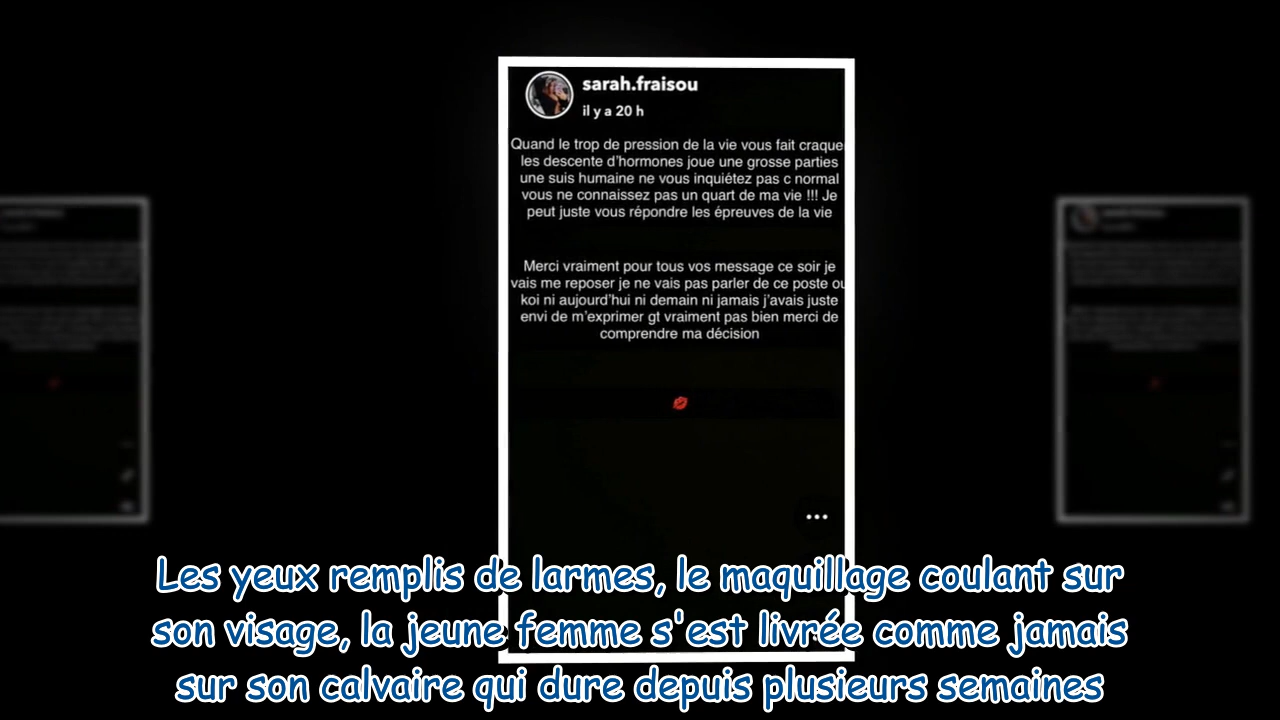 sarah.fraisou
il y a 20 h
Quand le trop de pression de la vie vous fait craque
les descente d'hormones joue une grosse parties
une suis humaine ne vous inquiétez pas c normal
vous ne connaissez pas un quart de ma vie !!! Je
peut juste vous répondre les épreuves de la vie
Merci vraiment pour tous vos message ce soir je
vais me reposer je ne vais pas parler de ce poste ou
koi ni aujourd'hui ni demain ni jamais j'avais juste
envi de m'exprimer gt vraiment pas bien merci de
comprendre ma décision
Les yeux remplis de larmes, le maquillage coulant sur
son visage, la jeune femme s'est livrée comme jamais
sur son calvaire qui dure depuis plusieurs semaines